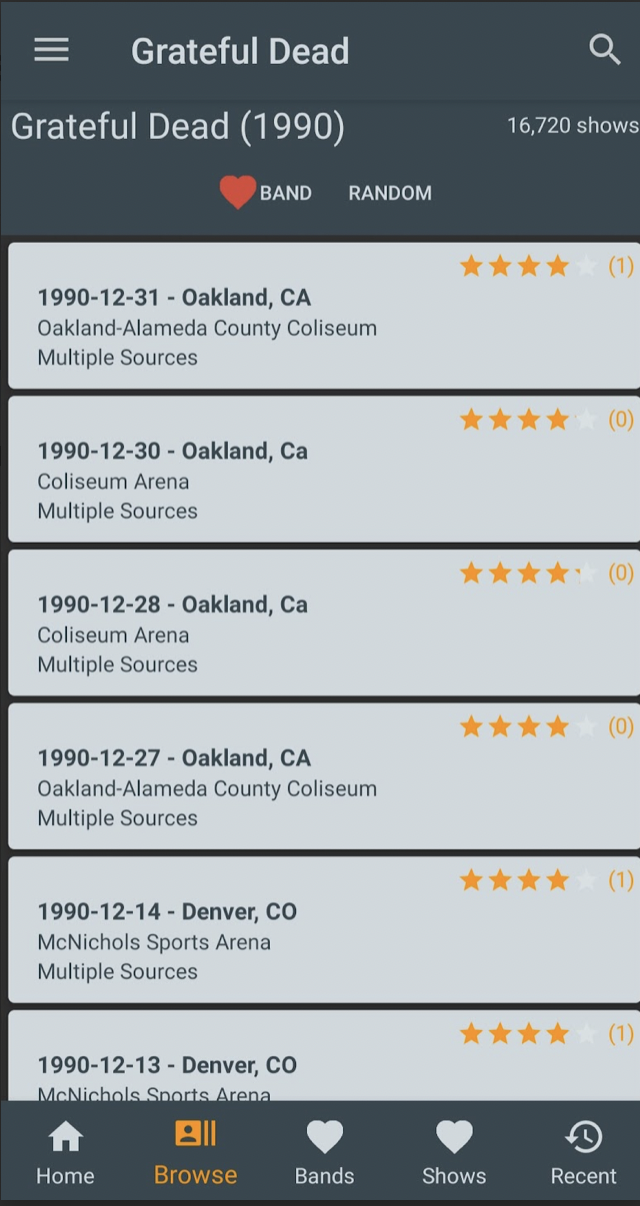 Grateful Dead
Grateful Dead (1990) 16,720 shows
BAND RANDOM
(1)
1990-12-31 - Oakland, CA
Oakland-Alameda County Coliseum
Multiple Sources
(0)
1990-12-30 - Oakland, Ca
Coliseum Arena
Multiple Sources
(0)
1990-12-28 - Oakland, Ca
Coliseum Arena
Multiple Sources
(0)
1990-12-27 - Oakland, CA
Oakland-Alameda County Coliseum
Multiple Sources
(1)
1990-12-14 - Denver, CO
McNichols Sports Arena
Multiple Sources
(1)
1990-12-13 - Denver, CO
McNichols Sports Arena
Home Browse Bands Shows Recent